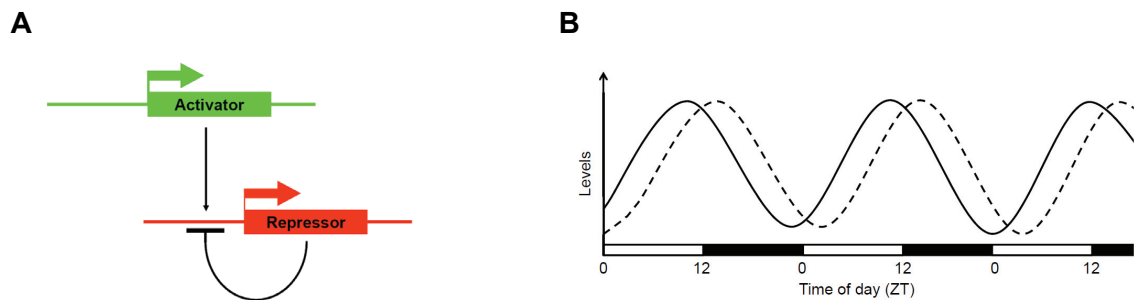 A
Activator
Repressor
B
Levels
0 12 0 12 0 12
Time of day (ZT)